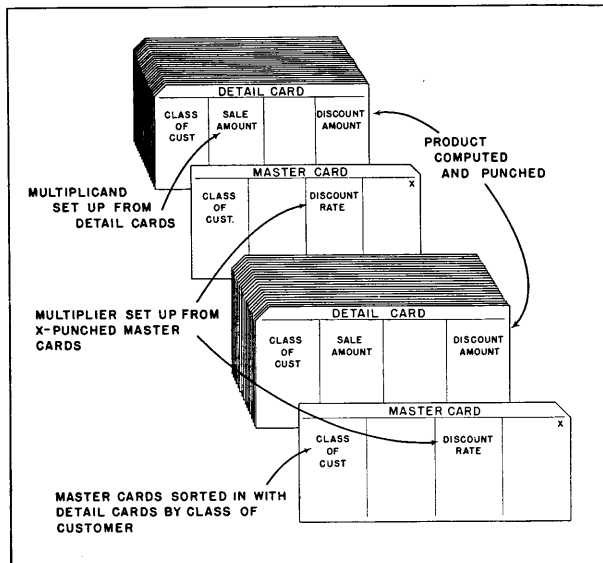 DETAIL CARD
CLASS
OF
CUST
SALE
AMOUNT
DISCOUNT
AMOUNT
PRODUCT
COMPUTED
AND PUNCHED
MASTER CARD
X
CLASS
OF
CUST.
DISCOUNT
RATE
MULTIPLICAND
SET UP FROM
DETAIL CARDS
MULTIPLIER SET UP FROM
X-PUNCHED MASTER
CARDS
DETAIL CARD
CLASS
OF
CUST
SALE
AMOUNT
DISCOUNT
AMOUNT
MASTER CARD
X
CLASS
OF
CUST
DISCOUNT
RATE
MASTER CARDS SORTED IN WITH
DETAIL CARDS BY CLASS OF
CUSTOMER